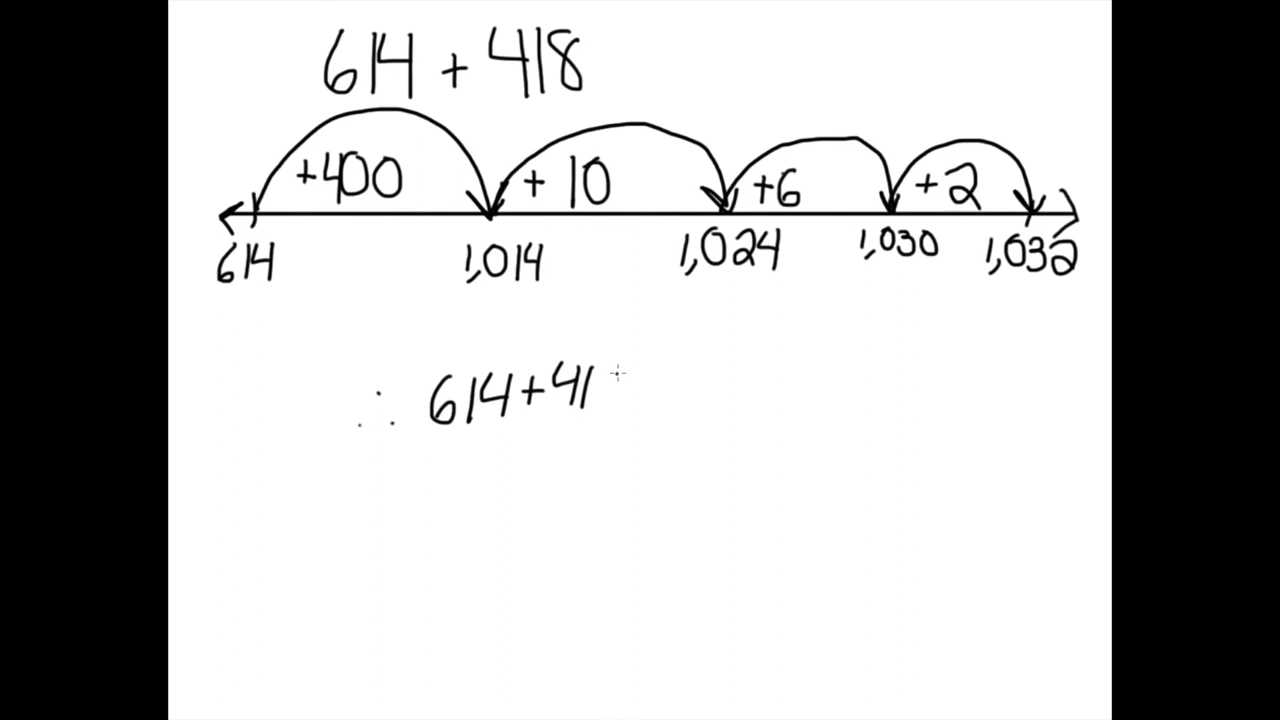 614 + 418
+400 + 10 +6 +2
614 1,014 1,024 1,030 1,032
∴ 614+41